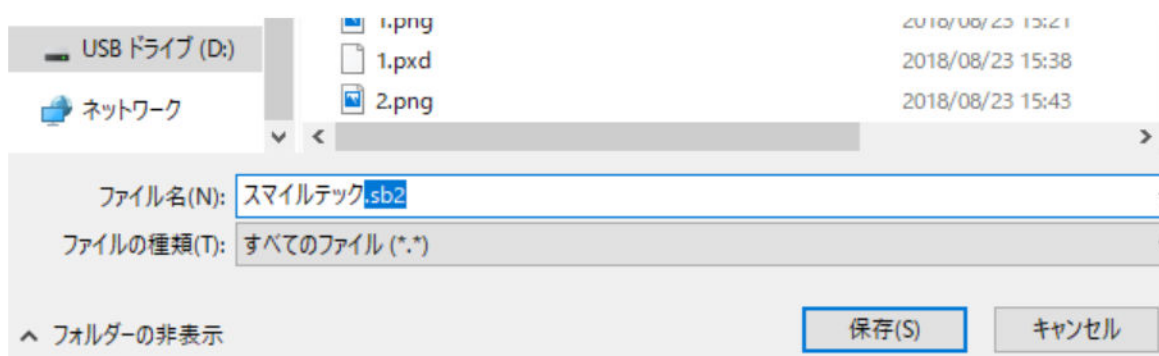 1.png 2018/08/23 15:21
USB ドライブ (D:)
1.pxd 2018/08/23 15:38
ネットワーク
2.png 2018/08/23 15:43
ファイル名(N): スマイルテック.sb2
ファイルの種類(T): すべてのファイル (*.*)
フォルダーの非表示
保存(S)
キャンセル